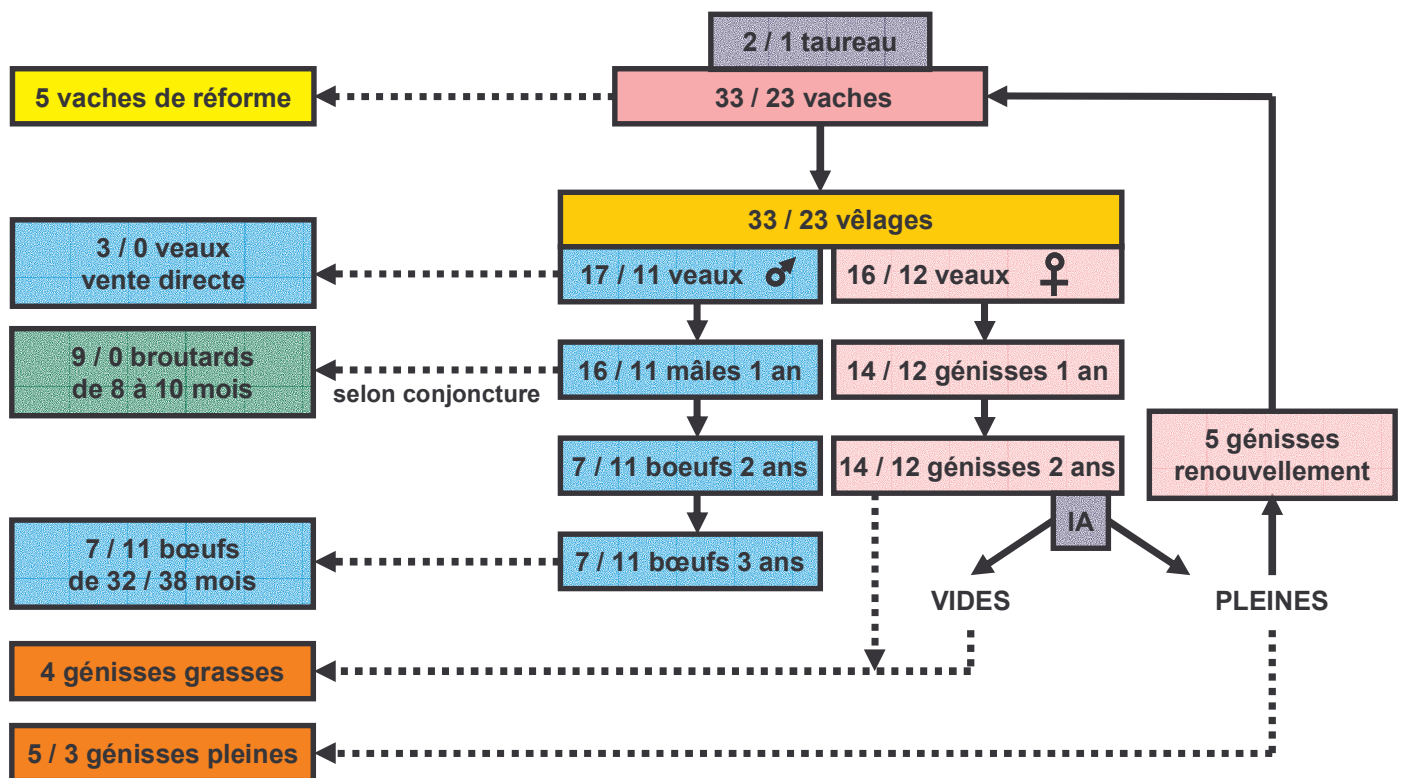 2 / 1 taureau
5 vaches de réforme
33 / 23 vaches
33 / 23 vêlages
3 / 0 veaux
vente directe
17 / 11 veaux ♂
16 / 12 veaux ♀
9 / 0 broutards
de 8 à 10 mois
selon conjoncture
16 / 11 mâles 1 an
14 / 12 génisses 1 an
7 / 11 boeufs 2 ans
14 / 12 génisses 2 ans
5 génisses
renouvellement
IA
7 / 11 bœufs
de 32 / 38 mois
7 / 11 bœufs 3 ans
VIDES
PLEINES
4 génisses grasses
5 / 3 génisses pleines